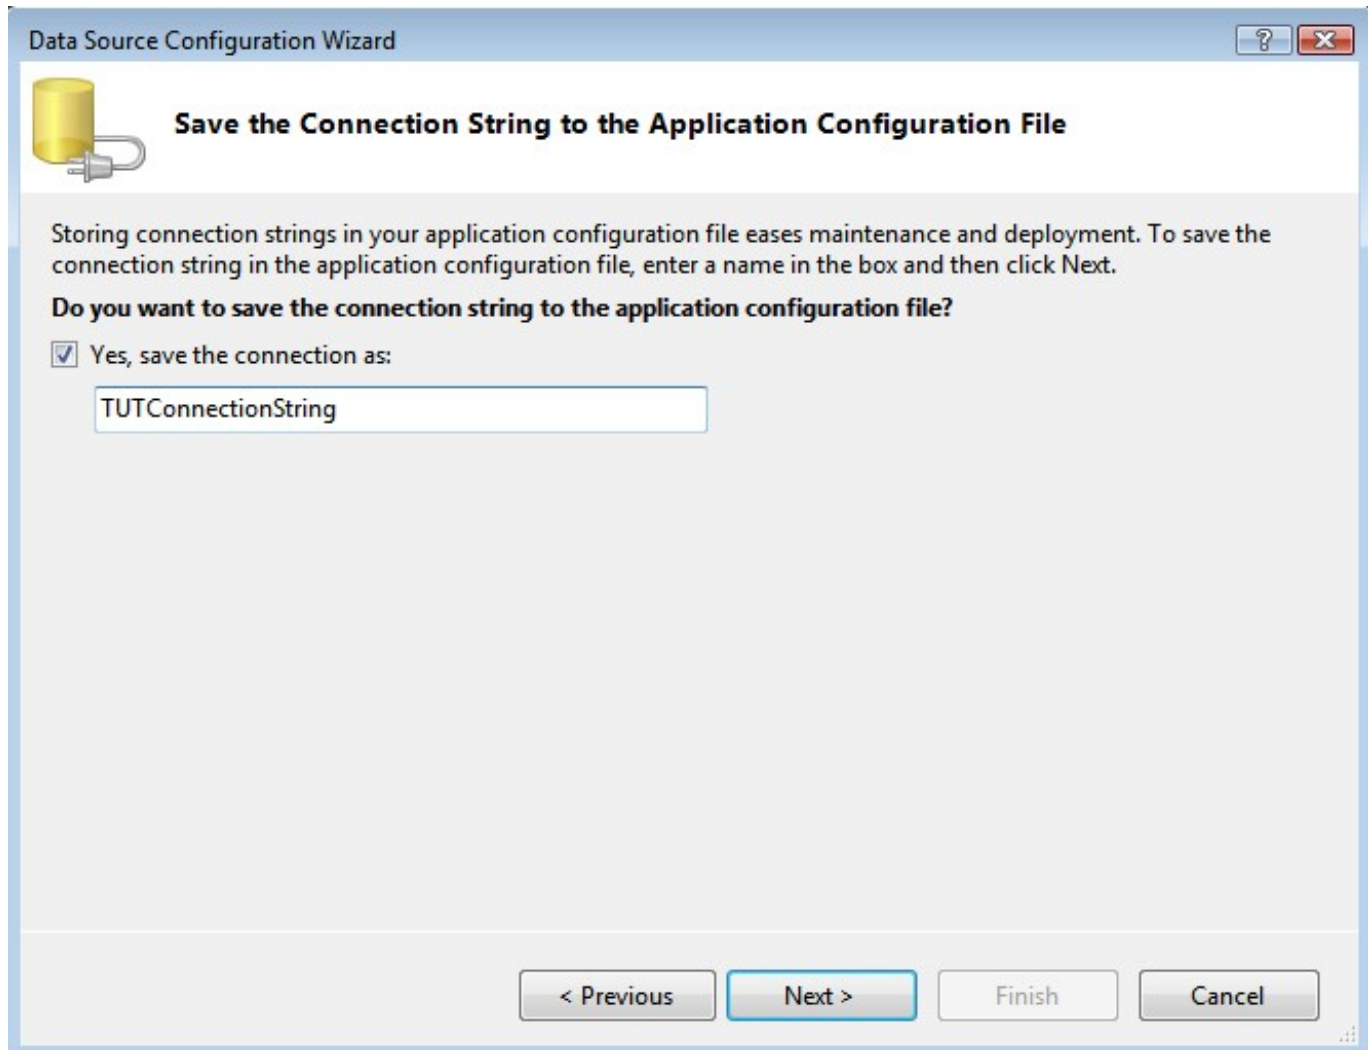 Data Source Configuration Wizard
Save the Connection String to the Application Configuration File
Storing connection strings in your application configuration file eases maintenance and deployment. To save the
connection string in the application configuration file, enter a name in the box and then click Next.
Do you want to save the connection string to the application configuration file?
Yes, save the connection as:
TUTConnectionString
< Previous Next > Finish Cancel